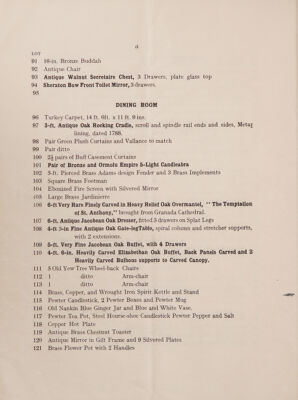 LOT
91 16-in. Bronze Buddah
92 Antique Chair
93 Antique Walnut Secretaire Chest, 3 Drawers, plate glass top
94 Sheraton Bow Front Toilet Mirror, 3 drawers.
95
DINING ROOM
96 Turkey Carpet, 14 ft. 6in. x 11 ft. 9 ins.
97 3-ft. Antique Oak Rocking Cradle, scroll and spindle rail ends and sides, Metal
lining, dated 1768.
98 Pair Green Plush Curtains and Vallance to match
99 Pair ditto
100 2½ pairs of Buff Casement Curtains
101 Pair of Bronze and Ormolu Empire 5-Light Candleabra
102 5-ft. Pierced Brass Adams design Fender and 3 Brass Implements
103 Square Brass Footman
104 Ebonized Fire Screen with Silvered Mirror
105 Large Brass Jardinierre
106 6-ft Very Rare Finely Carved in Heavy Relief Oak Overmantel, "The Temptation
of St. Anthony," brought from Granada Cathedral.
107 6-ft. Antique Jacobean Oak Dresser, fitted 3 drawers on Splat Legs
108 6-ft 3-in Fine Antique Oak Gate-leg Table, spiral column and stretcher supports,
with 2 extensions.
109 5-ft. Very Fine Jacobean Oak Buffet, with 4 Drawers
110 4-ft. 6-in. Heavily Carved Elizabethan Oak Buffet, Back Panels Carved and 2
Heavily Carved Bulbous supports to Carved Canopy.
111 5 Old Yew Tree Wheel-back Chairs
112 1 ditto Arm-chair
113 1 ditto Arm-chair
114 Brass, Copper, and Wrought Iron Spirit Kettle and Stand
115 Pewter Candlestick, 2 Pewter Boxes and Pewter Mug
116 Old Nankin Blue Ginger Jar and Blue and White Vase.
117 Pewter Tea Pot, Steel Hourse-shoe Candlestick Pewter Pepper and Salt
118 Copper Hot Plate
119 Antique Brass Chestnut Toaster
120 Antique Mirror in Gilt Frame and 9 Silvered Plates
121 Brass Flower Pot with 2 Handles